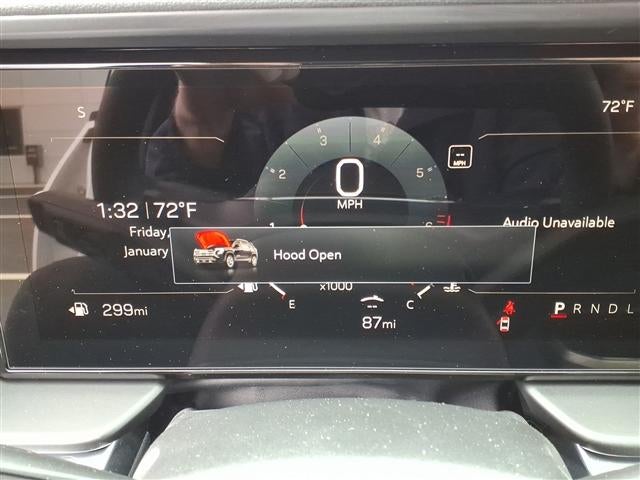 S
72°F
3 4
2 5
-- MPH
0
MPH
1:32 | 72°F
Friday,
January
1 6
Audio Unavailable
Hood Open
x1000
299mi
E
C
87mi
P R N D L